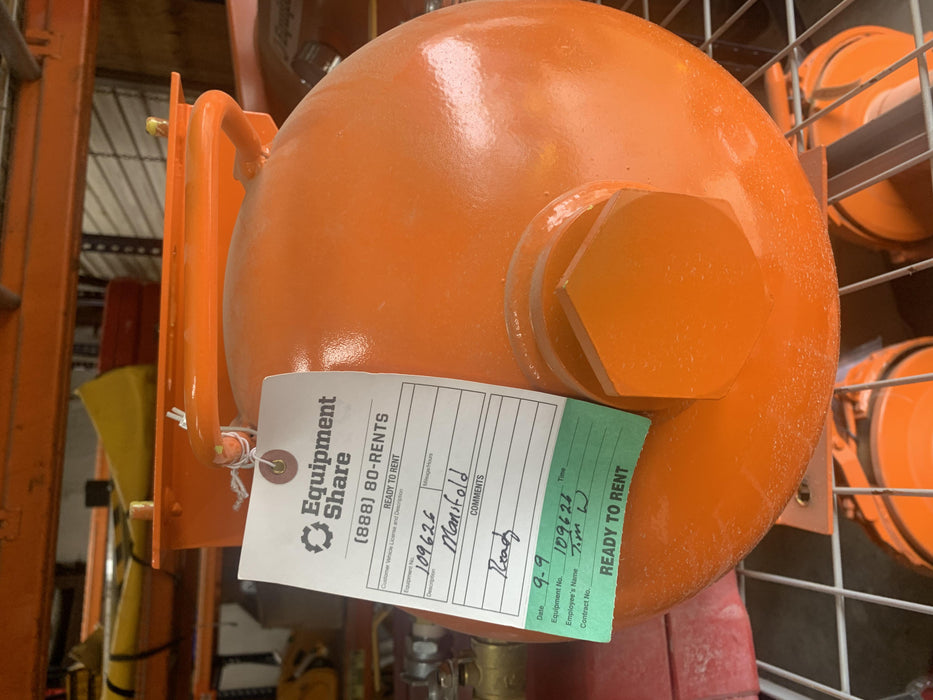 Equipment
Share
(888) 80-RENTS
READY TO RENT
Customer Vehicle License and Description
Equipment No. 109626
Mileage/Hours
Description Manifold
COMMENTS
Ready
Date 9-9 Time
Equipment No. 109626
Employee's Name Tim W
Contract No.
READY TO RENT